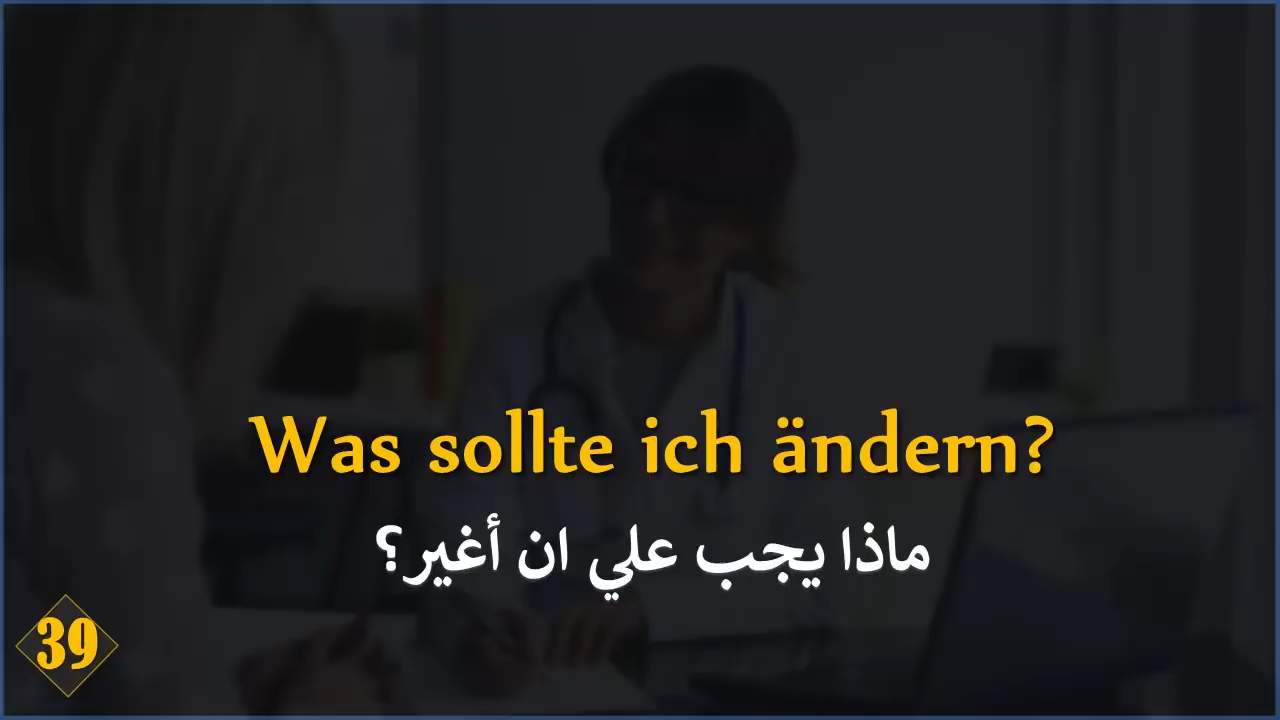 Was sollte ich ändern?
ماذا يجب علي ان أغير؟
39